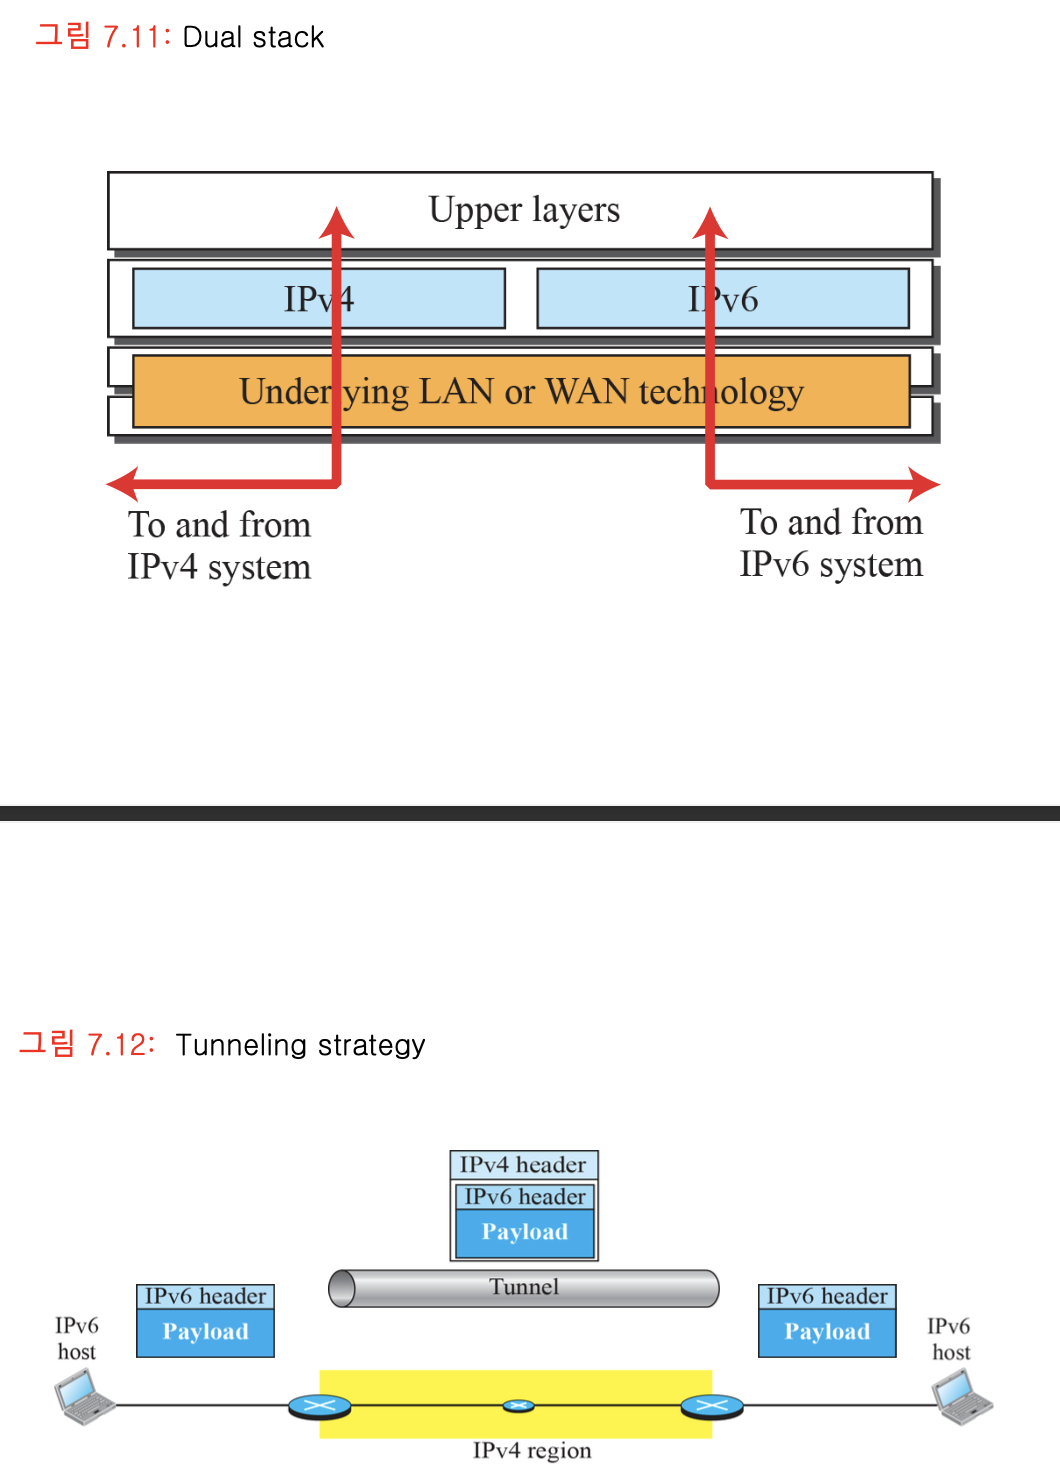 그림 7.11: Dual stack
Upper layers
IPv4
IPv6
Underlying LAN or WAN technology
To and from
IPv4 system
To and from
IPv6 system
그림 7.12: Tunneling strategy
IPv4 header
IPv6 header
Payload
Tunnel
IPv6 header
Payload
IPv6 header
Payload
IPv6
host
IPv6
host
IPv4 region